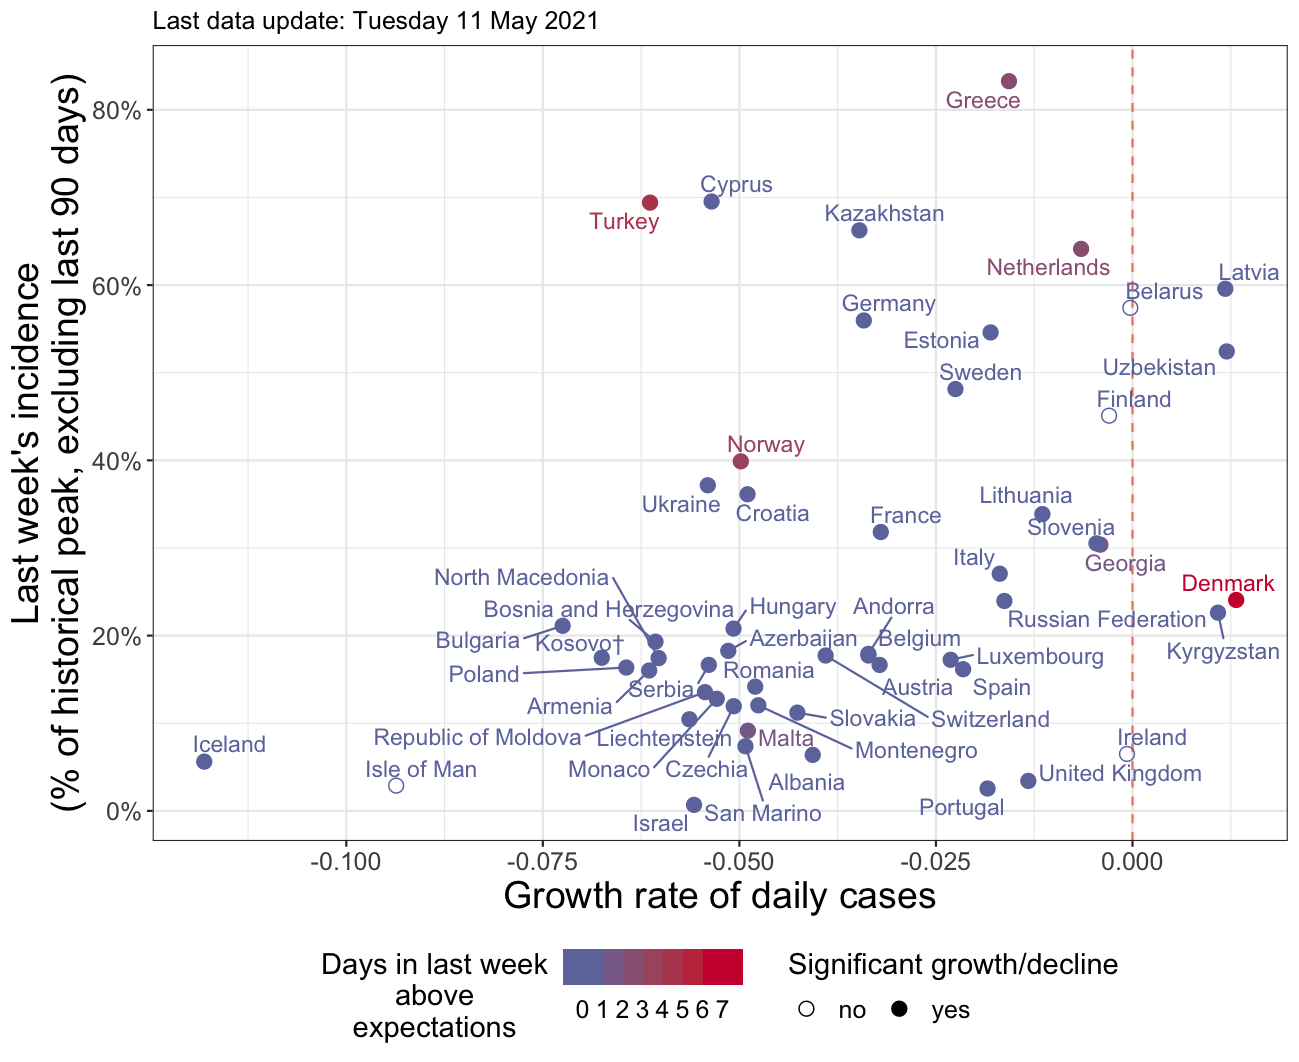 Last data update: Tuesday 11 May 2021
Last week's incidence
(% of historical peak, excluding last 90 days)
80%
60%
40%
20%
0%
Greece
Cyprus
Turkey
Kazakhstan
Netherlands
Latvia
Belarus
Germany
Estonia
Uzbekistan
Sweden
Finland
Norway
Lithuania
Ukraine
Croatia
France
Slovenia
Italy
Georgia
North Macedonia
Denmark
Bosnia and Herzegovina
Hungary
Andorra
Russian Federation
Bulgaria
Kosovo†
Azerbaijan
Belgium
Kyrgyzstan
Luxembourg
Poland
Romania
Serbia
Austria
Spain
Armenia
Slovakia
Switzerland
Republic of Moldova
Liechtenstein
Malta
Ireland
Iceland
Montenegro
Isle of Man
Monaco
Czechia
United Kingdom
Albania
Portugal
San Marino
Israel
-0.100
-0.075
-0.050
-0.025
0.000
Growth rate of daily cases
Days in last week
above
expectations
0 1 2 3 4 5 6 7
Significant growth/decline
no
yes